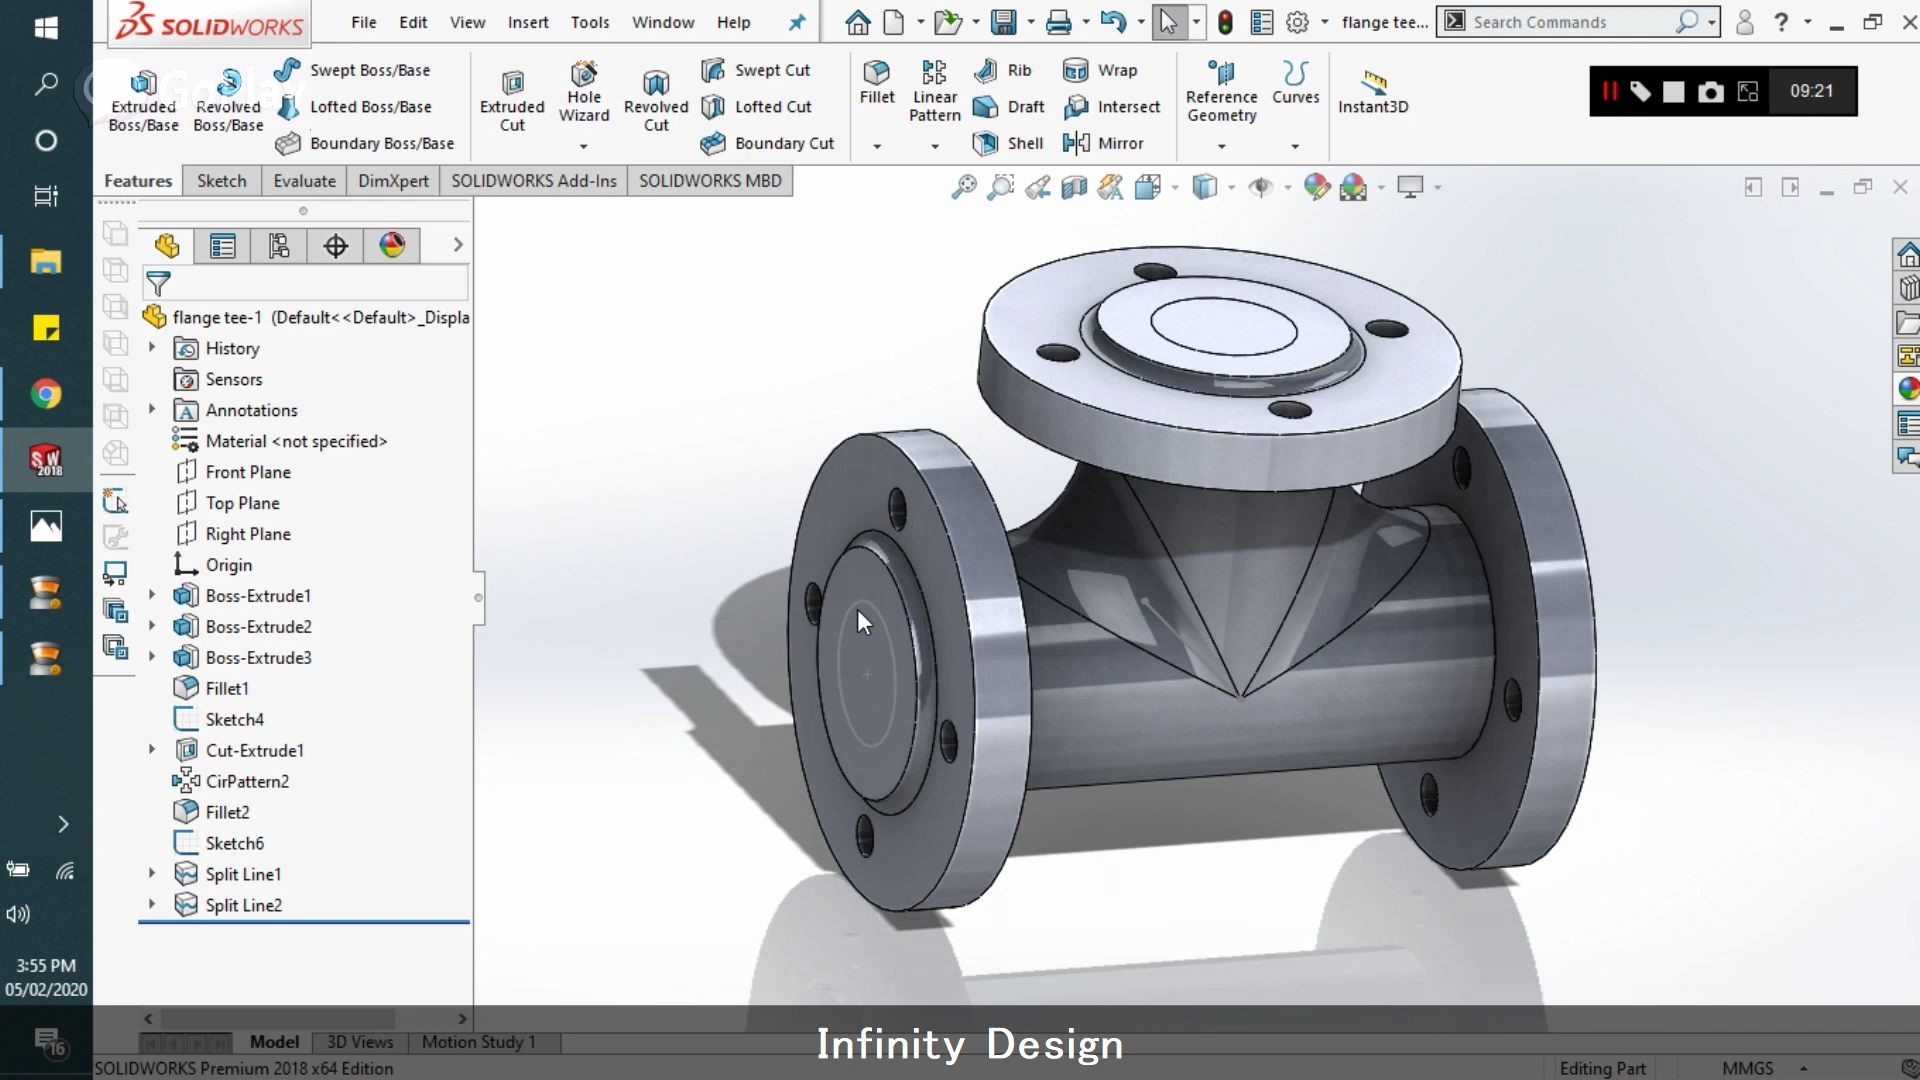 SOLIDWORKS
File Edit View Insert Tools Window Help
flange tee...
Search Commands
Extruded Boss/Base
Revolved Boss/Base
Swept Boss/Base
Lofted Boss/Base
Boundary Boss/Base
Extruded Cut
Hole Wizard
Revolved Cut
Swept Cut
Lofted Cut
Boundary Cut
Fillet
Linear Pattern
Rib
Draft
Shell
Wrap
Intersect
Mirror
Reference Geometry
Curves
Instant3D
09:21
Features Sketch Evaluate DimXpert SOLIDWORKS Add-Ins SOLIDWORKS MBD
flange tee-1 (Default<<Default>_Displa
History
Sensors
Annotations
Material <not specified>
Front Plane
Top Plane
Right Plane
Origin
Boss-Extrude1
Boss-Extrude2
Boss-Extrude3
Fillet1
Sketch4
Cut-Extrude1
CirPattern2
Fillet2
Sketch6
Split Line1
Split Line2
SW
2018
3:55 PM
05/02/2020
16
Model 3D Views Motion Study 1
Infinity Design
SOLIDWORKS Premium 2018 x64 Edition
Editing Part
MMGS